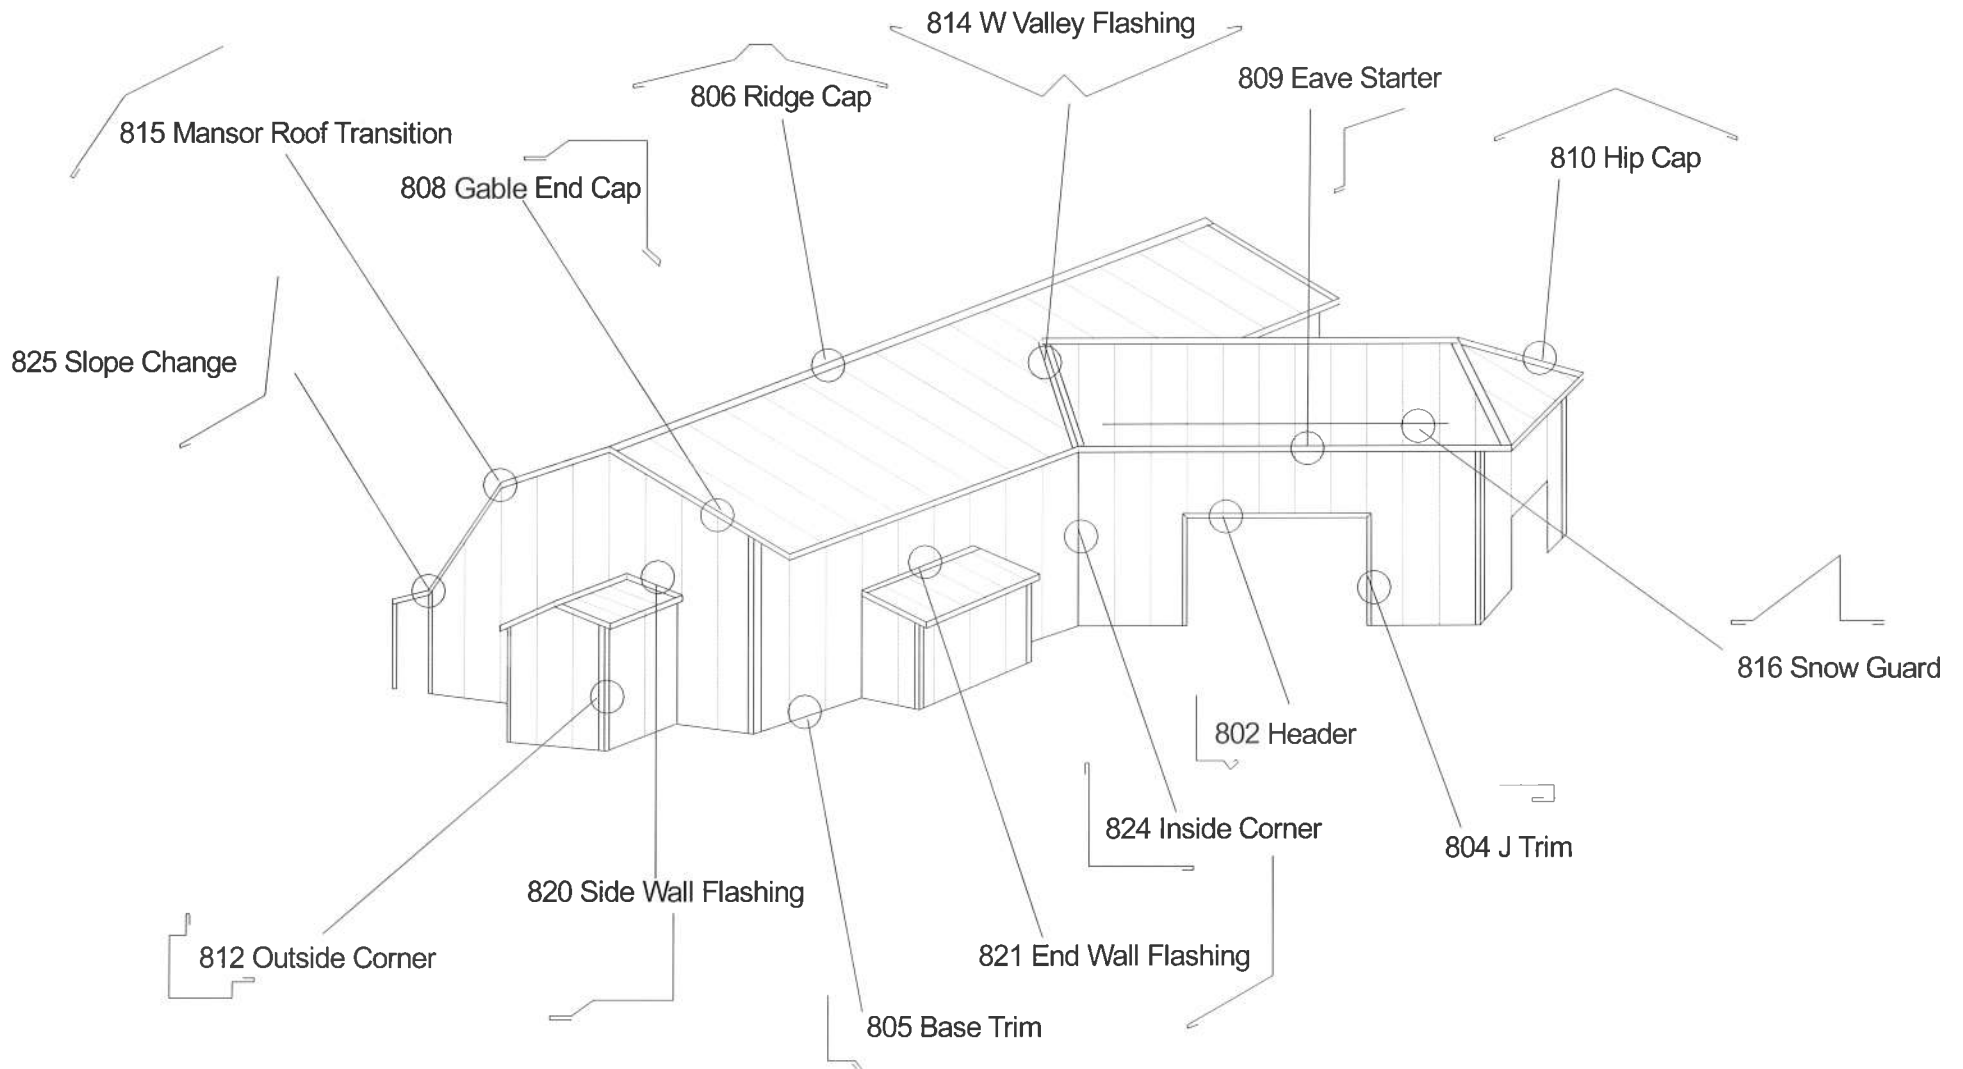 814 W Valley Flashing
809 Eave Starter
806 Ridge Cap
815 Mansor Roof Transition
810 Hip Cap
808 Gable End Cap
825 Slope Change
816 Snow Guard
802 Header
824 Inside Corner
804 J Trim
820 Side Wall Flashing
812 Outside Corner
821 End Wall Flashing
805 Base Trim